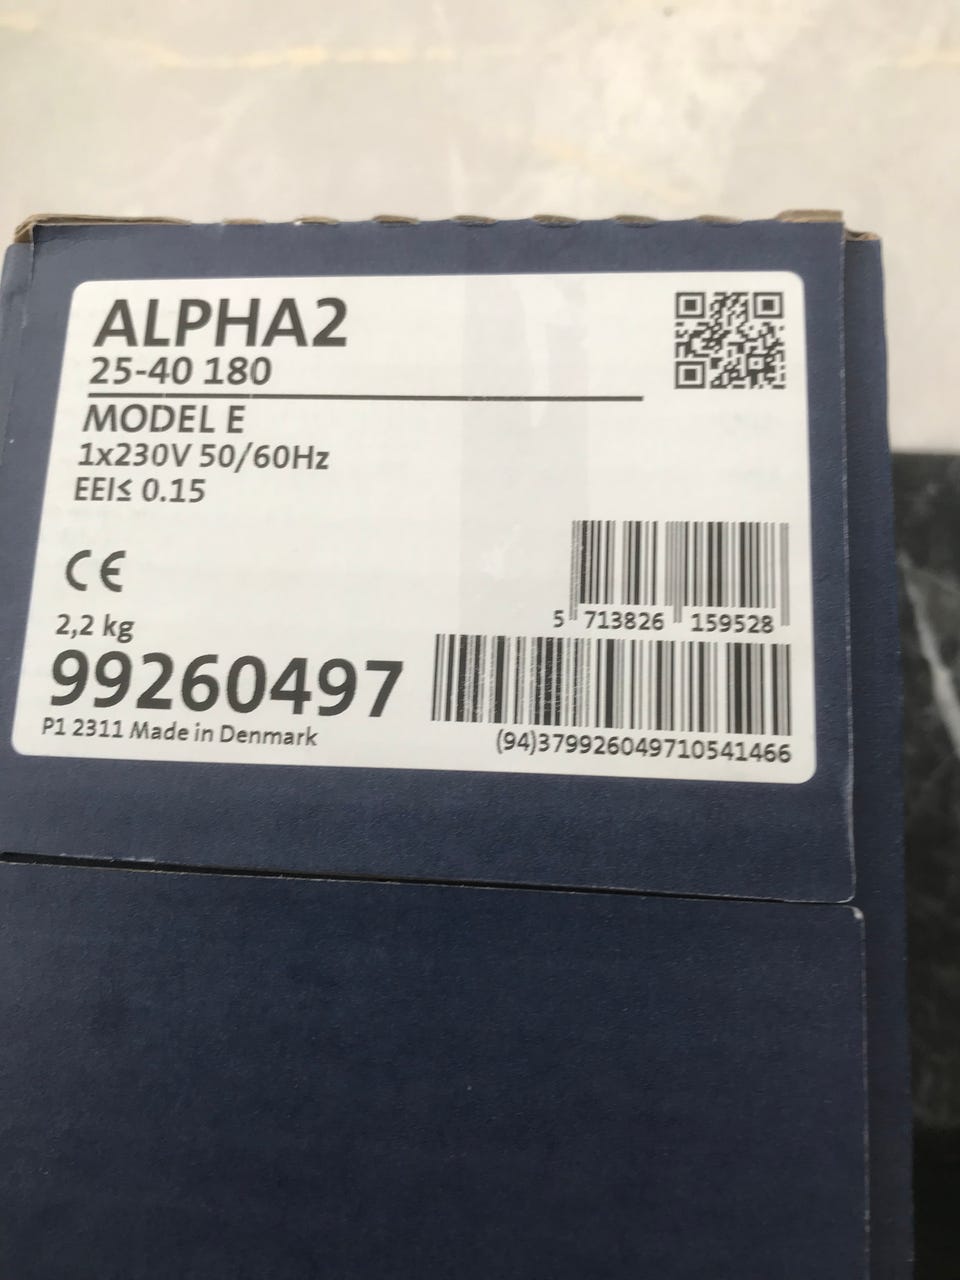 ALPHA2
25-40 180
MODEL E
1x230V 50/60Hz
EEI≤ 0.15
CE
5 713826 159528
2,2 kg
99260497
P1 2311 Made in Denmark
(94)379926049710541466